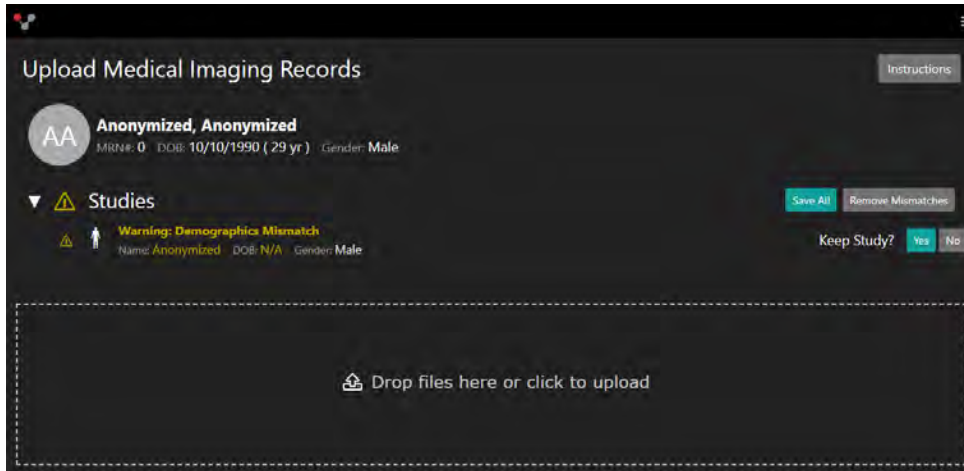 Upload Medical Imaging Records
Instructions
AA
Anonymized, Anonymized
MRN#: 0 DOB: 10/10/1990 ( 29 yr ) Gender: Male
Studies
Save All
Remove Mismatches
Warning: Demographics Mismatch
Name: Anonymized DOB: N/A Gender: Male
Keep Study? Yes No
Drop files here or click to upload